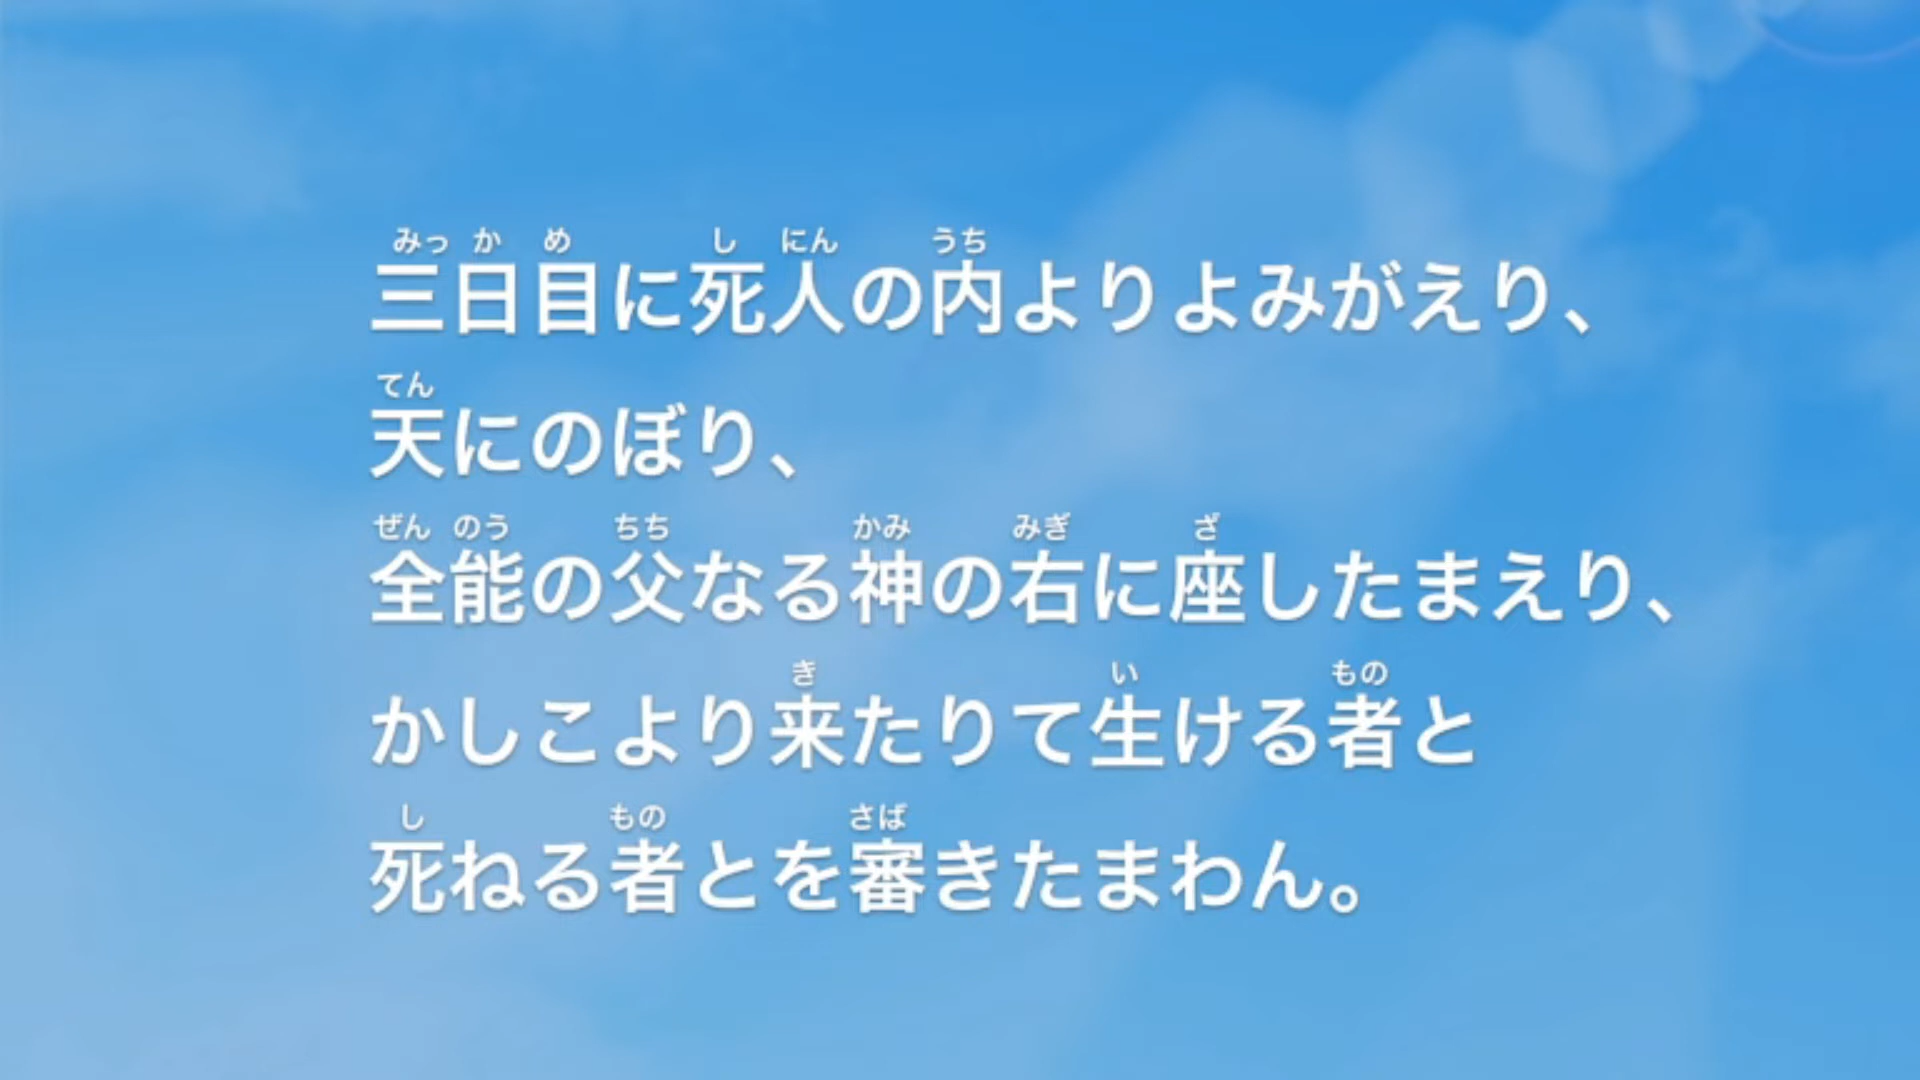 三日目に死人の内よりよみがえり、
天にのぼり、
全能の父なる神の右に座したまえり、
かしこより来たりて生ける者と
死ねる者とを審きたまわん。